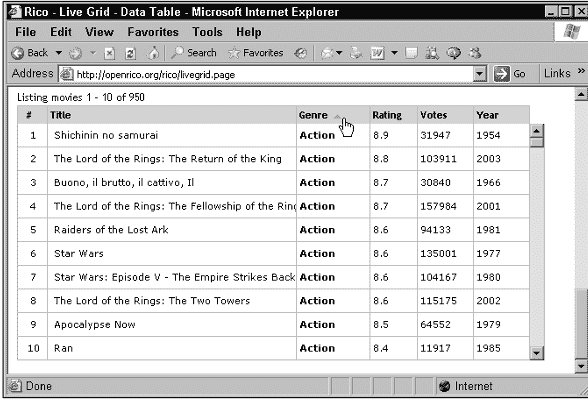 Rico - Live Grid - Data Table - Microsoft Internet Explorer
File Edit View Favorites Tools Help
Back Search Favorites
Address http://openrico.org/rico/livegrid.page Go Links »
Listing movies 1 - 10 of 950
# Title Genre Rating Votes Year
1 Shichinin no samurai Action 8.9 31947 1954
2 The Lord of the Rings: The Return of the King Action 8.8 103911 2003
3 Buono, il brutto, il cattivo, Il Action 8.7 30840 1966
4 The Lord of the Rings: The Fellowship of the Ring Action 8.7 157984 2001
5 Raiders of the Lost Ark Action 8.6 94133 1981
6 Star Wars Action 8.6 135001 1977
7 Star Wars: Episode V - The Empire Strikes Back Action 8.6 104167 1980
8 The Lord of the Rings: The Two Towers Action 8.6 115175 2002
9 Apocalypse Now Action 8.5 64552 1979
10 Ran Action 8.4 11917 1985
Done Internet